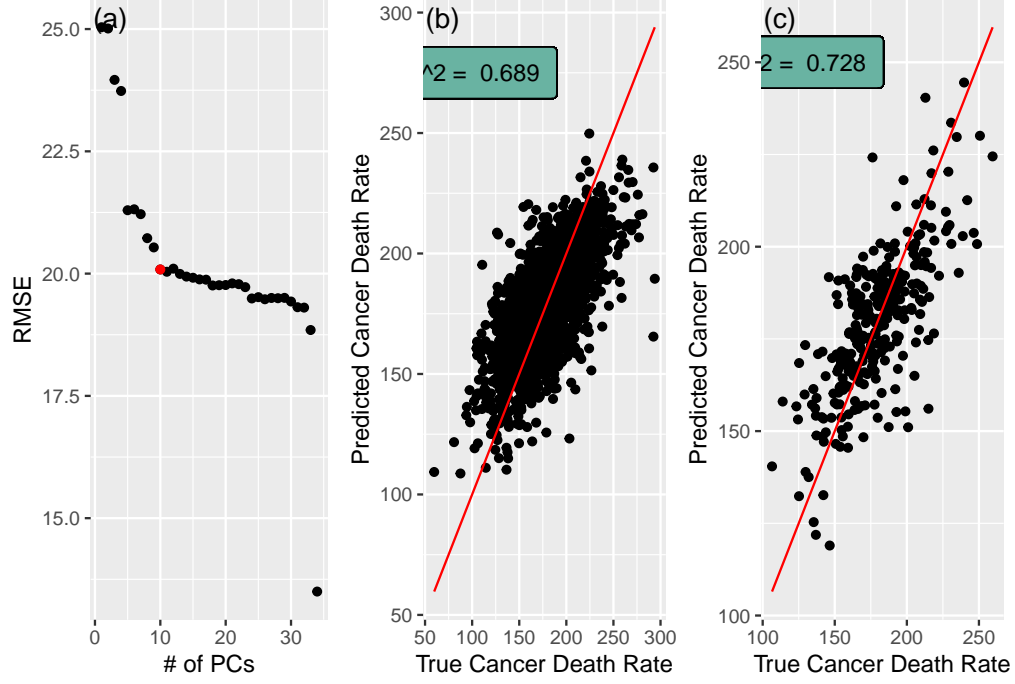 (a)
25.0
22.5
20.0
17.5
15.0
RMSE
0
10
20
30
# of PCs
(b)
^2 = 0.689
300
250
200
150
100
50
Predicted Cancer Death Rate
50
100
150
200
250
300
True Cancer Death Rate
(c)
2 = 0.728
250
200
150
100
Predicted Cancer Death Rate
100
150
200
250
True Cancer Death Rate